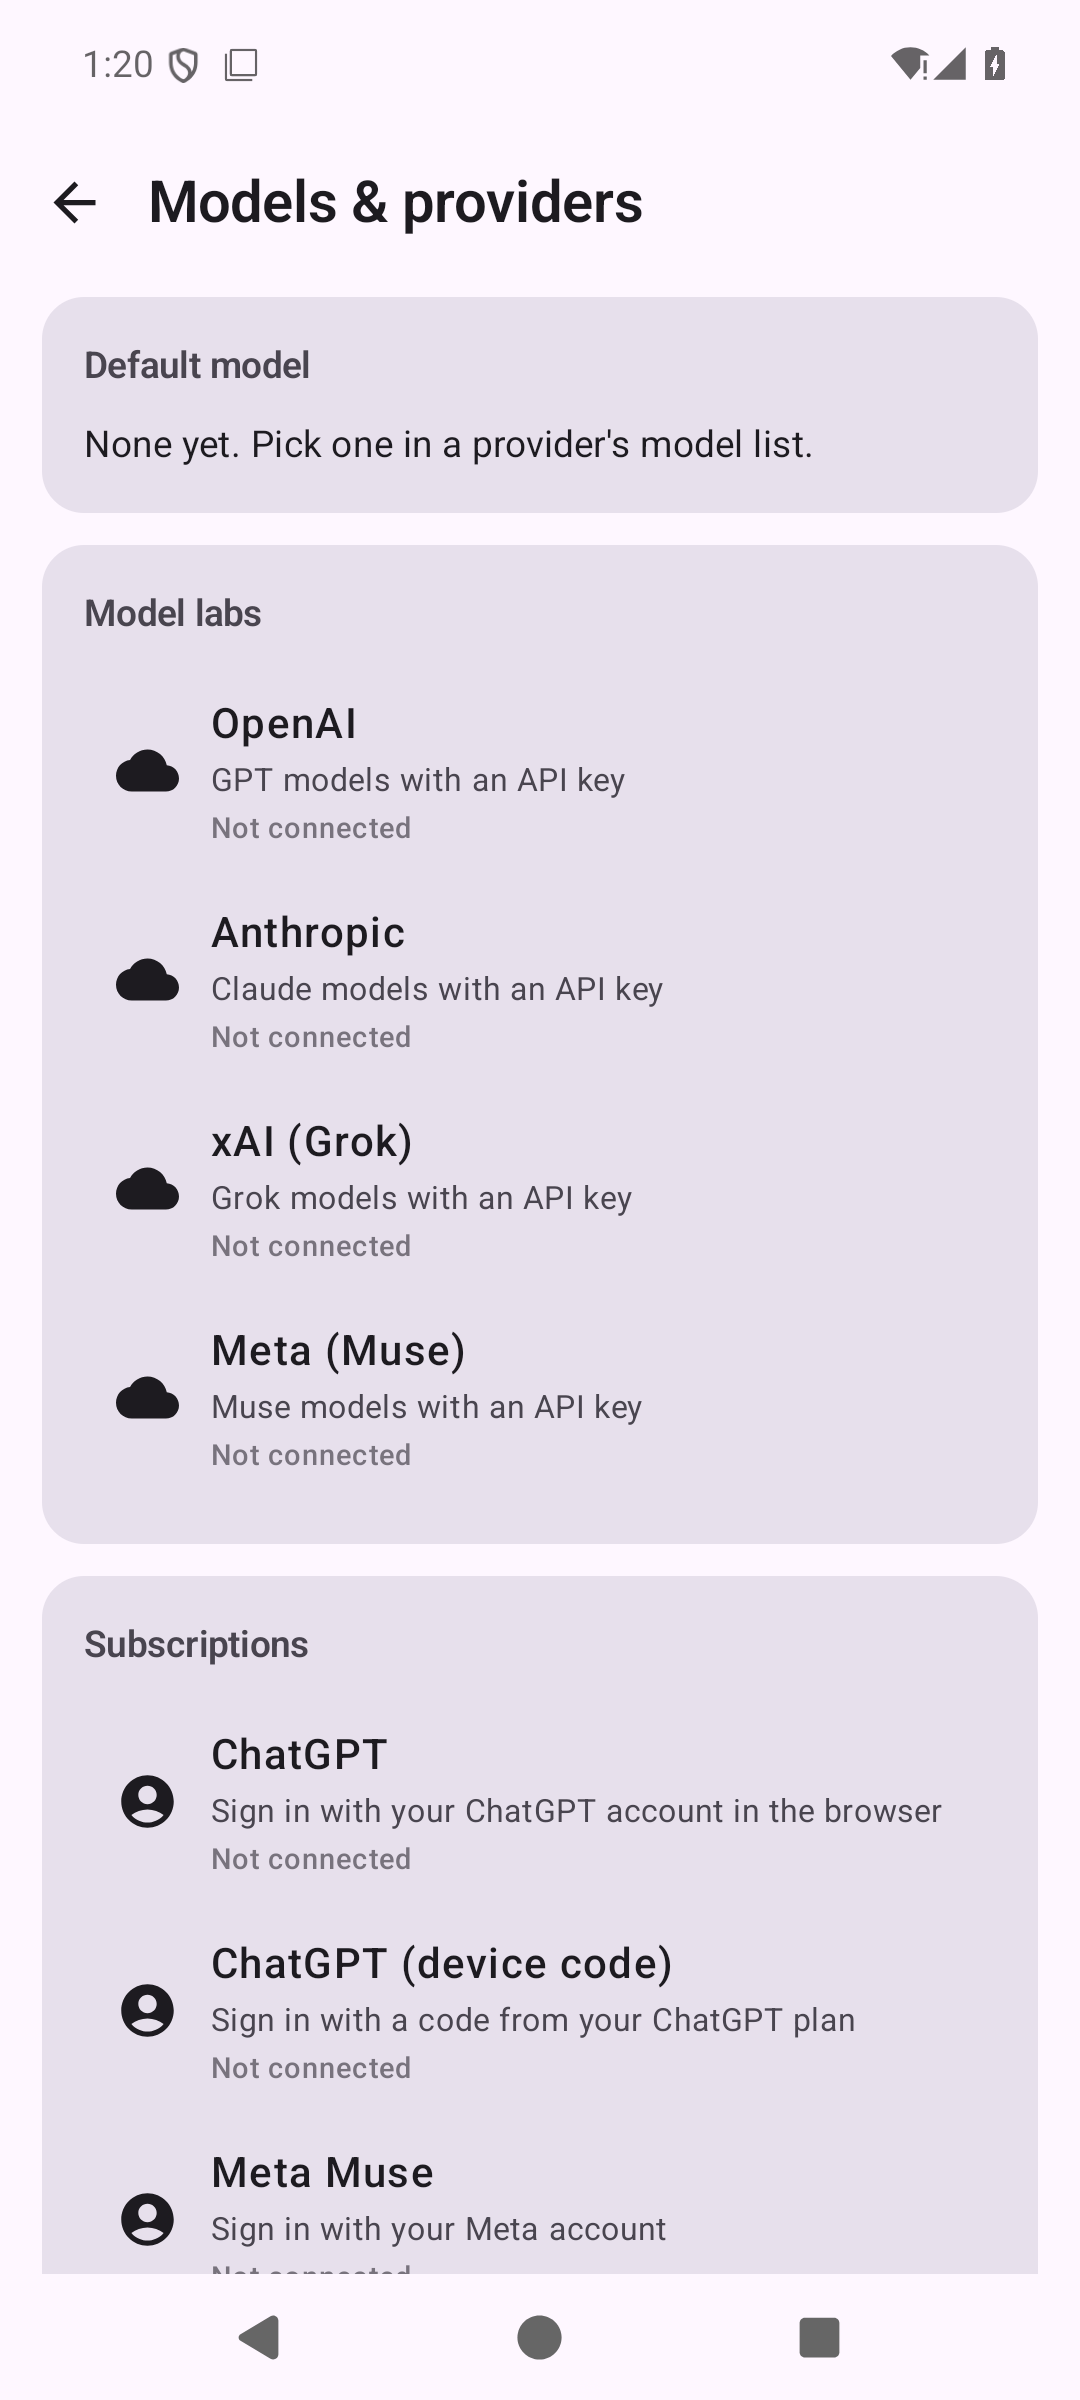 1:20
Models & providers
Default model
None yet. Pick one in a provider's model list.
Model labs
OpenAI
GPT models with an API key
Not connected
Anthropic
Claude models with an API key
Not connected
xAI (Grok)
Grok models with an API key
Not connected
Meta (Muse)
Muse models with an API key
Not connected
Subscriptions
ChatGPT
Sign in with your ChatGPT account in the browser
Not connected
ChatGPT (device code)
Sign in with a code from your ChatGPT plan
Not connected
Meta Muse
Sign in with your Meta account